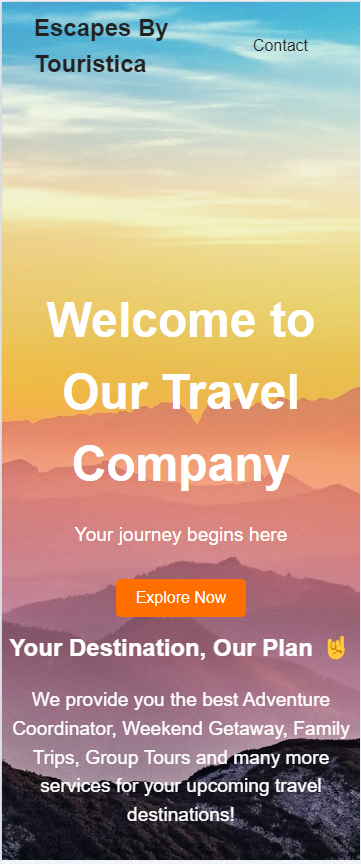 Escapes By
Touristica
Contact
Welcome to
Our Travel
Company
Your journey begins here
Explore Now
Your Destination, Our Plan 🤘
We provide you the best Adventure
Coordinator, Weekend Getaway, Family
Trips, Group Tours and many more
services for your upcoming travel
destinations!